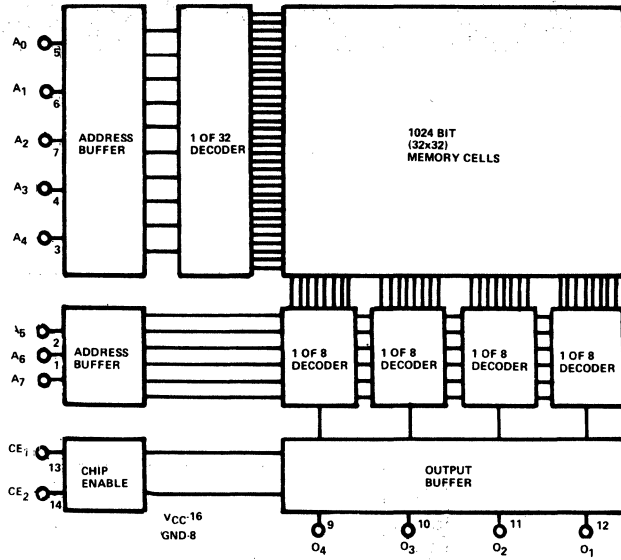 A0
5
A1
6
A2
7
A3
4
A4
3
ADDRESS
BUFFER
1 OF 32
DECODER
1024 BIT
(32x32)
MEMORY CELLS
A5
2
A6
1
A7
ADDRESS
BUFFER
1 OF 8
DECODER
1 OF 8
DECODER
1 OF 8
DECODER
1 OF 8
DECODER
CE1
13
CE2
14
CHIP
ENABLE
OUTPUT
BUFFER
VCC-16
GND-8
9
O4
10
O3
11
O2
12
O1